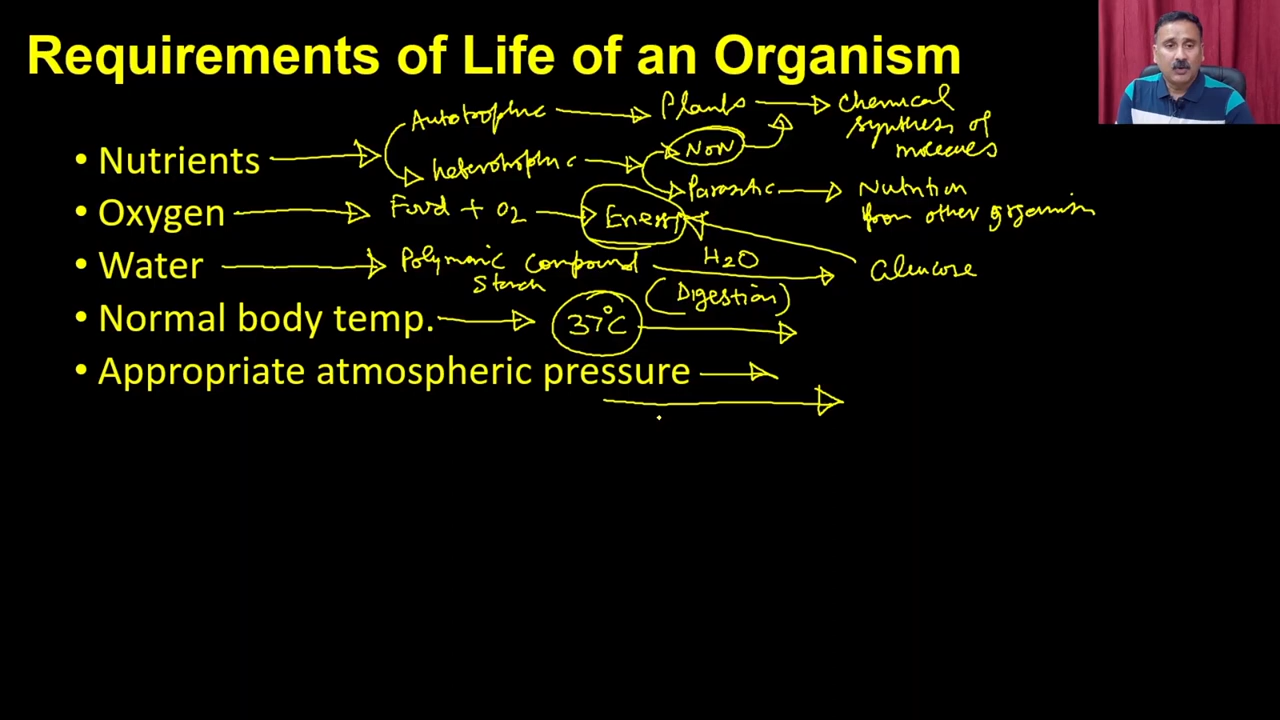 Requirements of Life of an Organism
Autotrophic Plants Chemical
synthesis of
molecules
• Nutrients
heterotrophic Non
Parasitic Nutrition
from other organism
• Oxygen Food + O2 Energy
• Water Polymeric Compound H2O Glucose
Starch (Digestion)
• Normal body temp. 37°C
• Appropriate atmospheric pressure